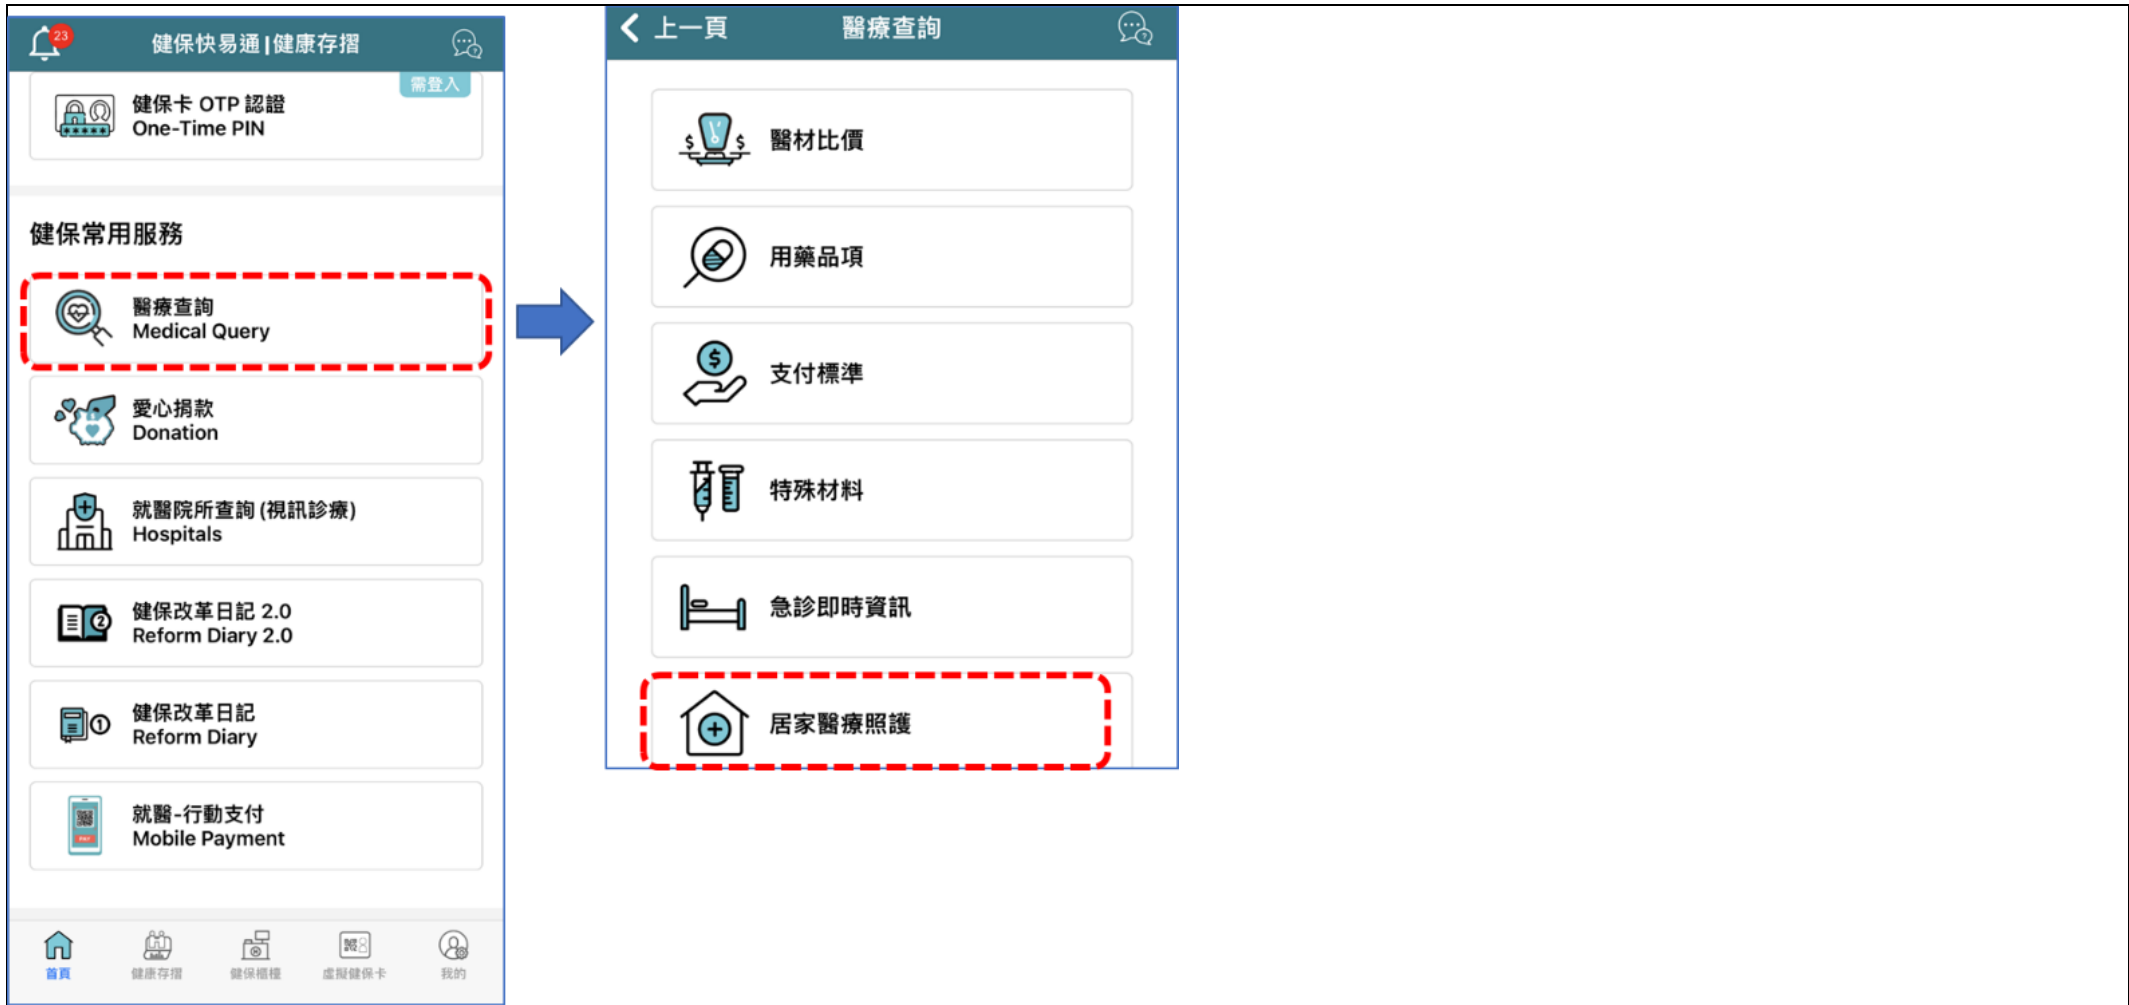 23
健保快易通|健康存摺
需登入
健保卡 OTP 認證
One-Time PIN
健保常用服務
醫療查詢
Medical Query
愛心捐款
Donation
就醫院所查詢 (視訊診療)
Hospitals
健保改革日記 2.0
Reform Diary 2.0
健保改革日記
Reform Diary
就醫-行動支付
Mobile Payment
首頁
健康存摺
健保櫃檯
虛擬健保卡
我的
上一頁
醫療查詢
醫材比價
用藥品項
支付標準
特殊材料
急診即時資訊
居家醫療照護